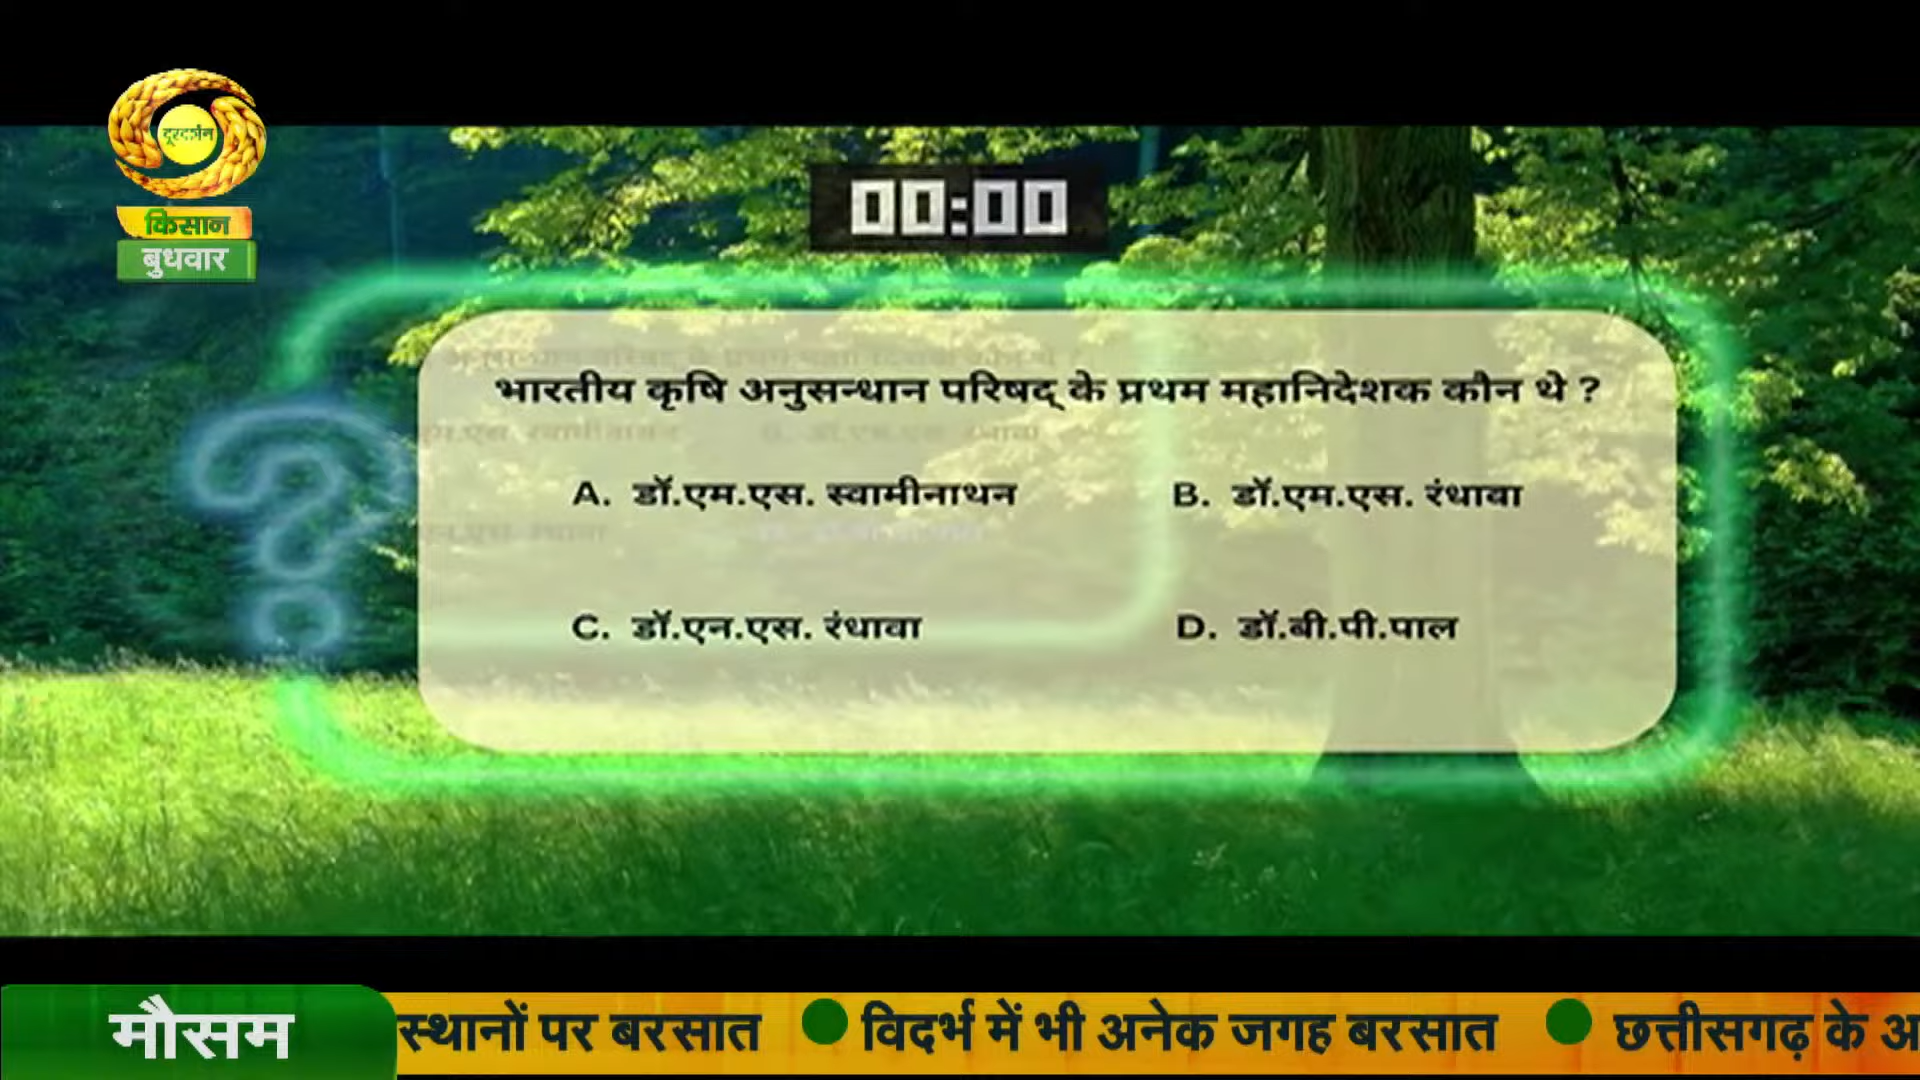 दूरदर्शन
किसान
बुधवार
00:00
भारतीय कृषि अनुसन्धान परिषद् के प्रथम महानिदेशक कौन थे ?
A. डॉ.एम.एस. स्वामीनाथन
B. डॉ.एम.एस. रंधावा
C. डॉ.एन.एस. रंधावा
D. डॉ.बी.पी.पाल
मौसम
स्थानों पर बरसात ● विदर्भ में भी अनेक जगह बरसात ● छत्तीसगढ़ के अ